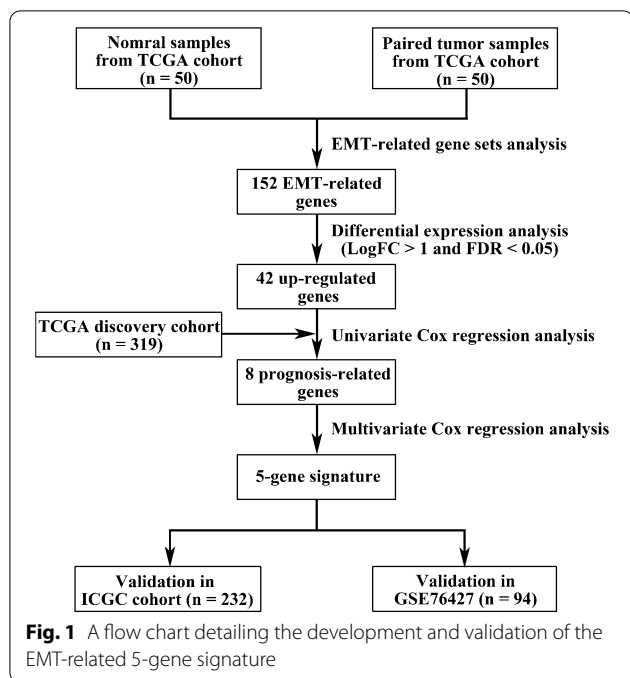 Nomral samples
from TCGA cohort
(n = 50)
Paired tumor samples
from TCGA cohort
(n = 50)
EMT-related gene sets analysis
152 EMT-related
genes
Differential expression analysis
(LogFC > 1 and FDR < 0.05)
42 up-regulated
genes
TCGA discovery cohort
(n = 319)
Univariate Cox regression analysis
8 prognosis-related
genes
Multivariate Cox regression analysis
5-gene signature
Validation in
ICGC cohort (n = 232)
Validation in
GSE76427 (n = 94)
Fig. 1 A flow chart detailing the development and validation of the
EMT-related 5-gene signature